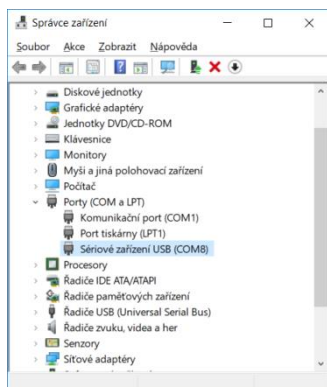 Správce zařízení
Soubor Akce Zobrazit Nápověda
Diskové jednotky
Grafické adaptéry
Jednotky DVD/CD-ROM
Klávesnice
Monitory
Myši a jiná polohovací zařízení
Počítač
Porty (COM a LPT)
Komunikační port (COM1)
Port tiskárny (LPT1)
Sériové zařízení USB (COM8)
Procesory
Řadiče IDE ATA/ATAPI
Řadiče paměťových zařízení
Řadiče USB (Universal Serial Bus)
Řadiče zvuku, videa a her
Senzory
Síťové adaptéry